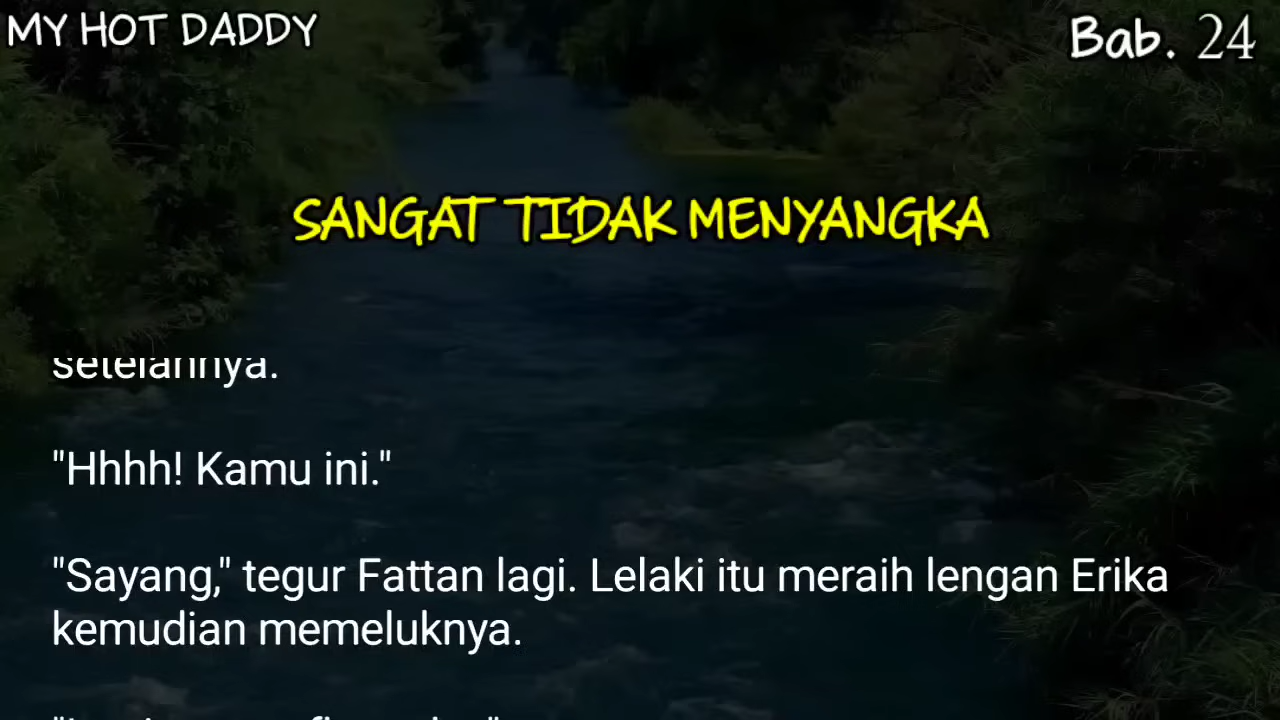 MY HOT DADDY
Bab. 24
SANGAT TIDAK MENYANGKA
setelahnya.
"Hhhh! Kamu ini."
"Sayang," tegur Fattan lagi. Lelaki itu meraih lengan Erika
kemudian memeluknya.